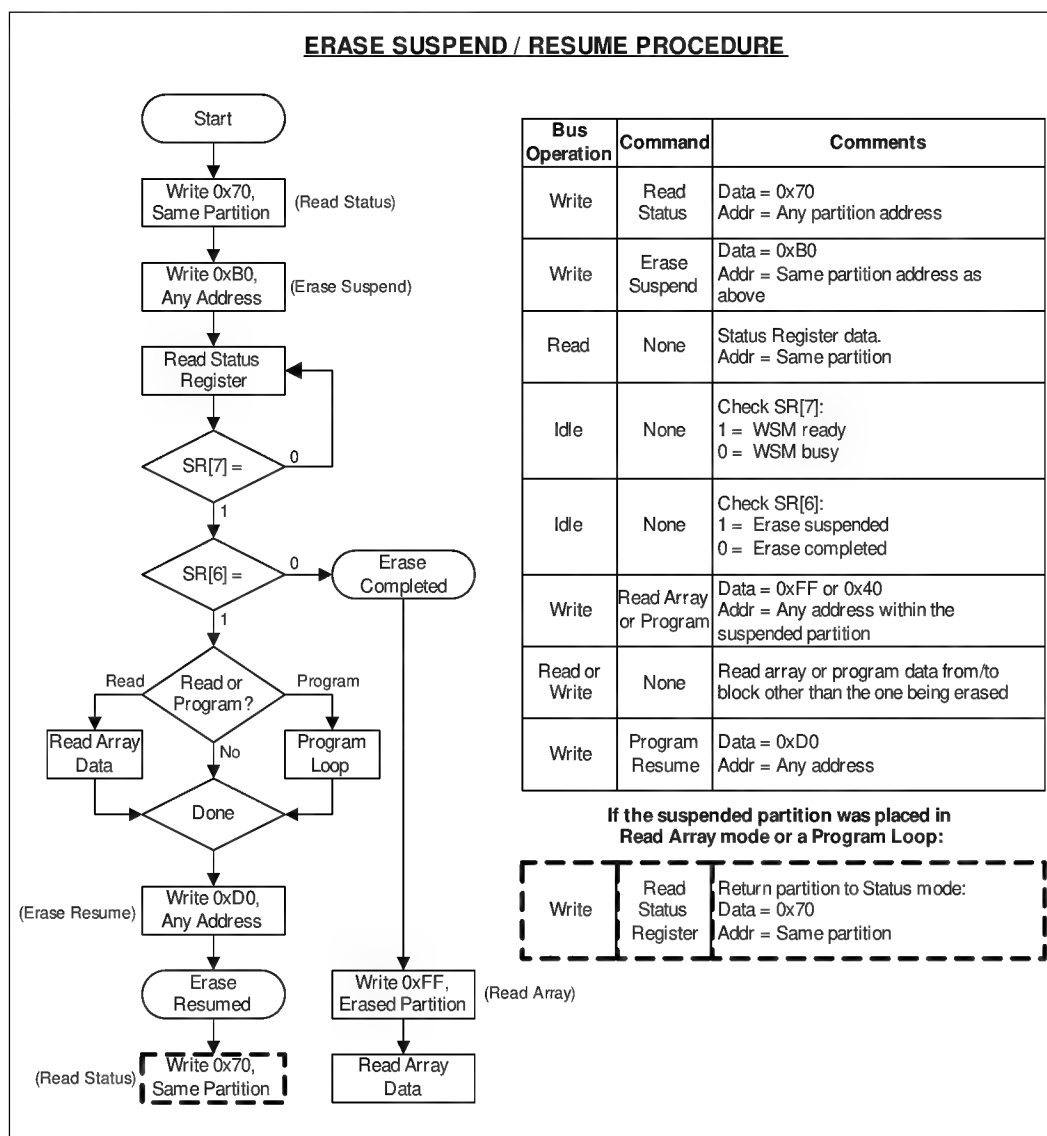 ERASE SUSPEND / RESUME PROCEDURE
Start
Write 0x70,
Same Partition
(Read Status)
Write 0xB0,
Any Address
(Erase Suspend)
Read Status
Register
SR[7] =
0
1
SR[6] =
0
Erase
Completed
1
Read
Read or
Program?
Program
Read Array
Data
No
Program
Loop
Done
(Erase Resume)
Write 0xD0,
Any Address
Erase
Resumed
Write 0xFF,
Erased Partition
(Read Array)
(Read Status)
Write 0x70,
Same Partition
Read Array
Data
Bus
Operation
Command
Comments
Write
Read
Status
Data = 0x70
Addr = Any partition address
Write
Erase
Suspend
Data = 0xB0
Addr = Same partition address as
above
Read
None
Status Register data.
Addr = Same partition
Idle
None
Check SR[7]:
1 = WSM ready
0 = WSM busy
Idle
None
Check SR[6]:
1 = Erase suspended
0 = Erase completed
Write
Read Array
or Program
Data = 0xFF or 0x40
Addr = Any address within the
suspended partition
Read or
Write
None
Read array or program data from/to
block other than the one being erased
Write
Program
Resume
Data = 0xD0
Addr = Any address
If the suspended partition was placed in
Read Array mode or a Program Loop:
Write
Read
Status
Register
Return partition to Status mode:
Data = 0x70
Addr = Same partition